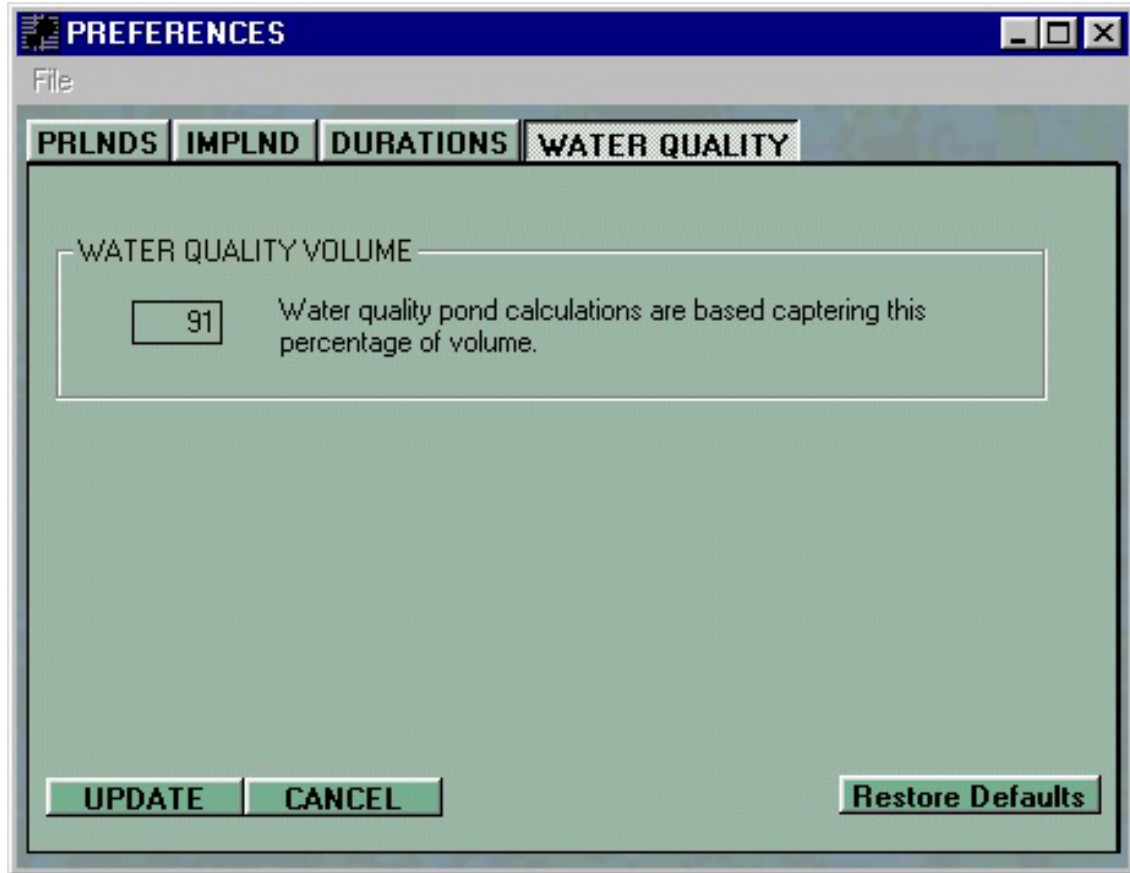 PREFERENCES
File
PRLNDS IMPLND DURATIONS WATER QUALITY
WATER QUALITY VOLUME
91 Water quality pond calculations are based captering this
percentage of volume.
UPDATE CANCEL Restore Defaults